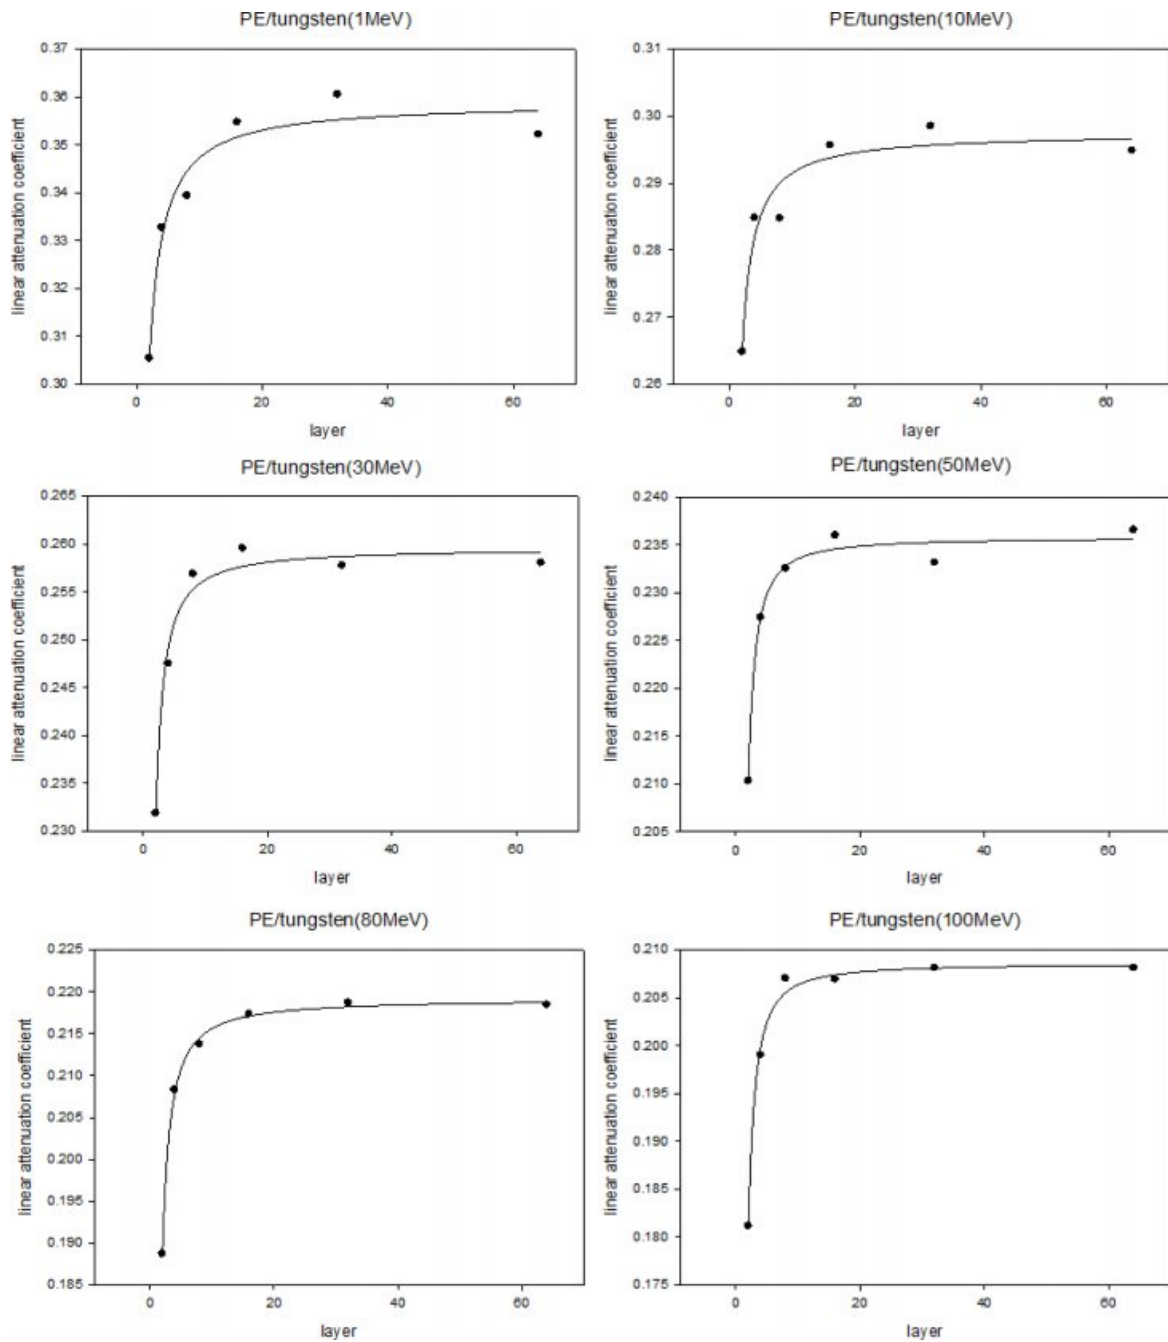 PE/tungsten(1MeV)
linear attenuation coefficient
0.37
0.36
0.35
0.34
0.33
0.32
0.31
0.30
0 20 40 60
layer
PE/tungsten(10MeV)
linear attenuation coefficient
0.31
0.30
0.29
0.28
0.27
0.26
0 20 40 60
layer
PE/tungsten(30MeV)
linear attenuation coefficient
0.265
0.260
0.255
0.250
0.245
0.240
0.235
0.230
0 20 40 60
layer
PE/tungsten(50MeV)
linear attenuation coefficient
0.240
0.235
0.230
0.225
0.220
0.215
0.210
0.205
0 20 40 60
layer
PE/tungsten(80MeV)
linear attenuation coefficient
0.225
0.220
0.215
0.210
0.205
0.200
0.195
0.190
0.185
0 20 40 60
layer
PE/tungsten(100MeV)
linear attenuation coefficient
0.210
0.205
0.200
0.195
0.190
0.185
0.180
0.175
0 20 40 60
layer